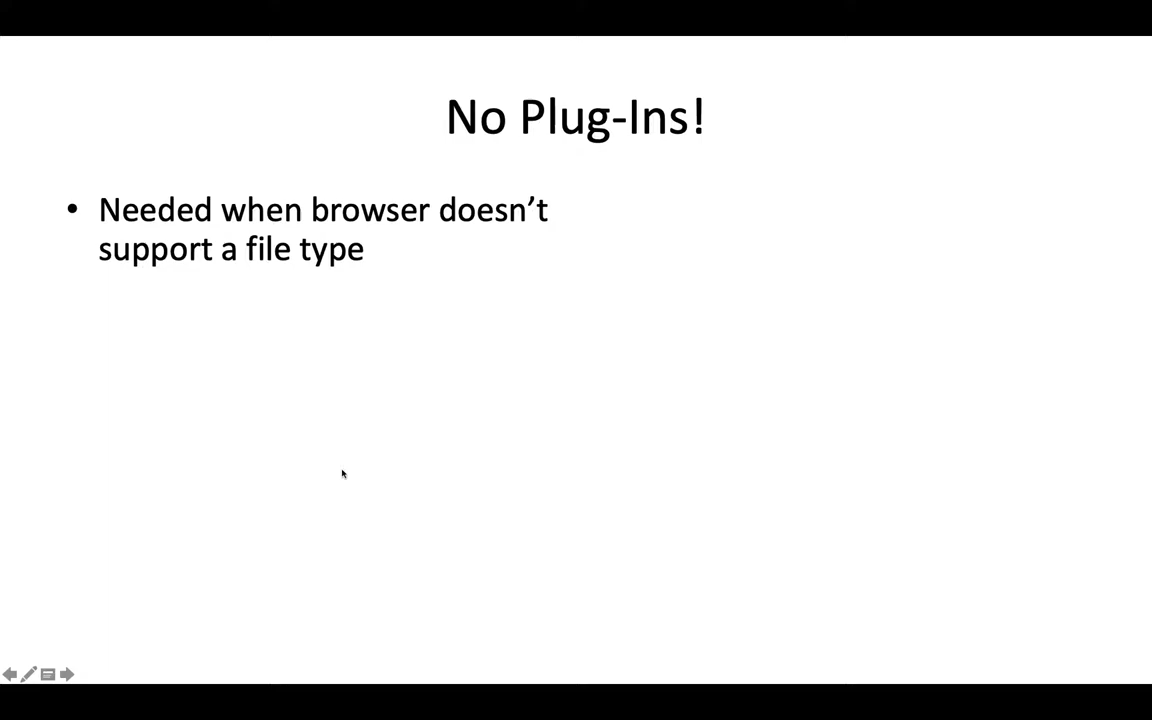 No Plug-Ins!
• Needed when browser doesn’t
support a file type